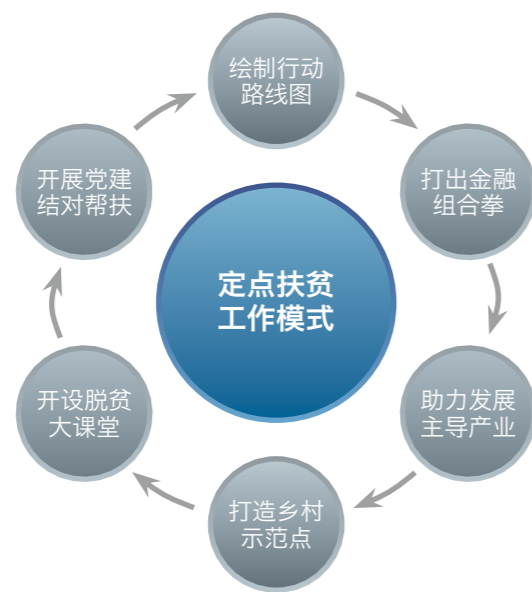 绘制行动
路线图
打出金融
组合拳
助力发展
主导产业
打造乡村
示范点
开设脱贫
大课堂
开展党建
结对帮扶
定点扶贫
工作模式